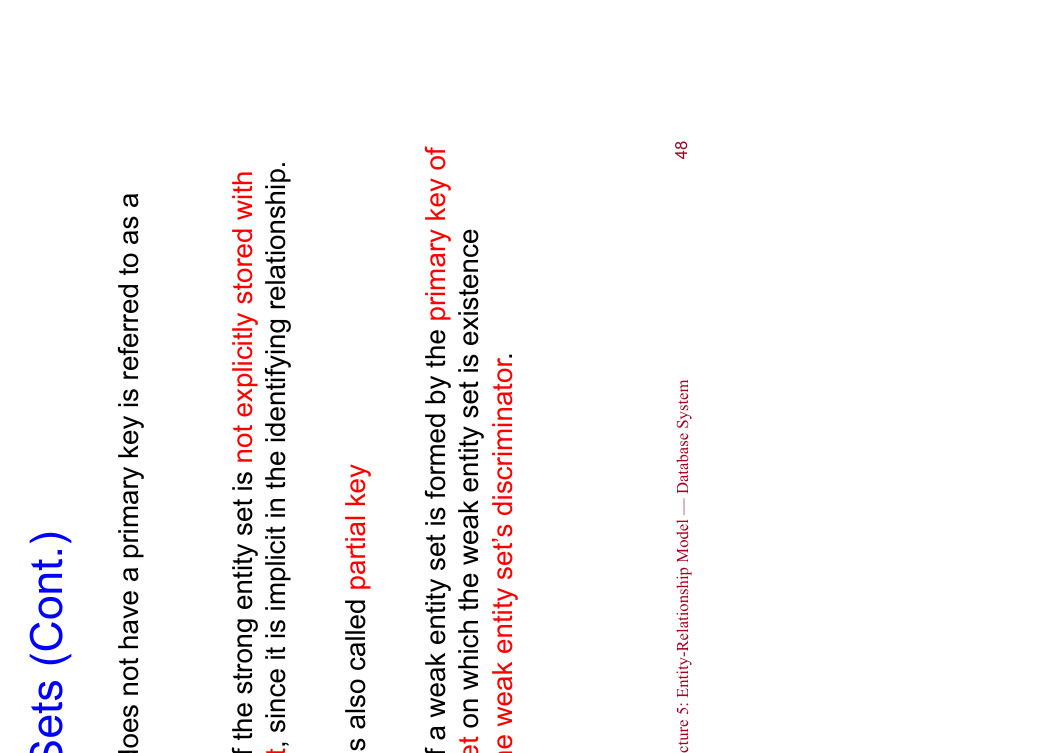 Sets (Cont.)
does not have a primary key is referred to as a
f the strong entity set is not explicitly stored with
t, since it is implicit in the identifying relationship.
s also called partial key
f a weak entity set is formed by the primary key of
et on which the weak entity set is existence
he weak entity set’s discriminator.
cture 5: Entity-Relationship Model — Database System
48